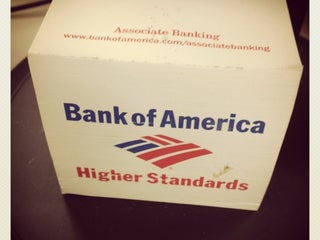 Associate Banking
www.bankofamerica.com/associatebanking
Bank of America
Higher Standards